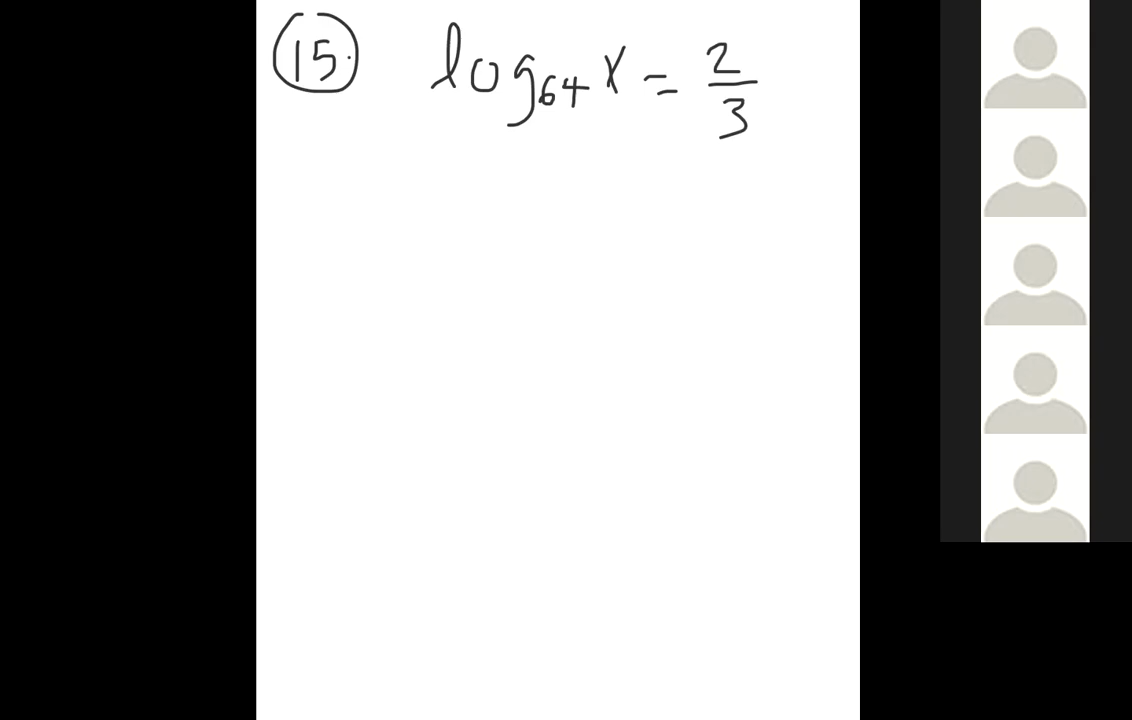 15. log₆₄ x = 2/3